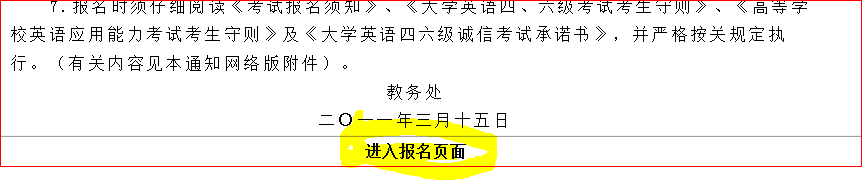 7. 报名时须仔细阅读《考试报名须知》、《大学英语四、六级考试考生守则》、《高等学
校英语应用能力考试考生守则》及《大学英语四六级诚信考试承诺书》，并严格按关规定执
行。（有关内容见本通知网络版附件）。
教务处
二〇一一年三月十五日
进入报名页面